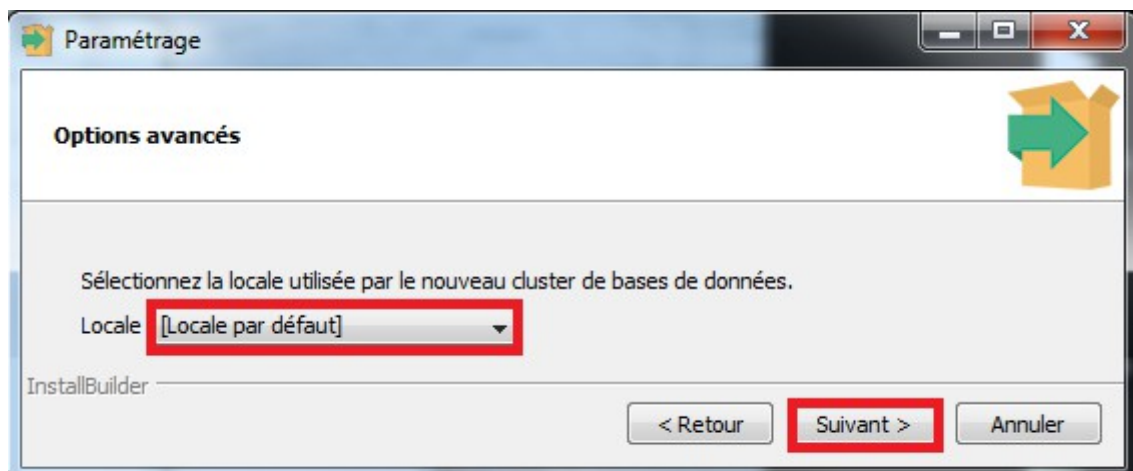 Paramétrage
Options avancés
Sélectionnez la locale utilisée par le nouveau cluster de bases de données.
Locale [Locale par défaut]
InstallBuilder
< Retour Suivant > Annuler